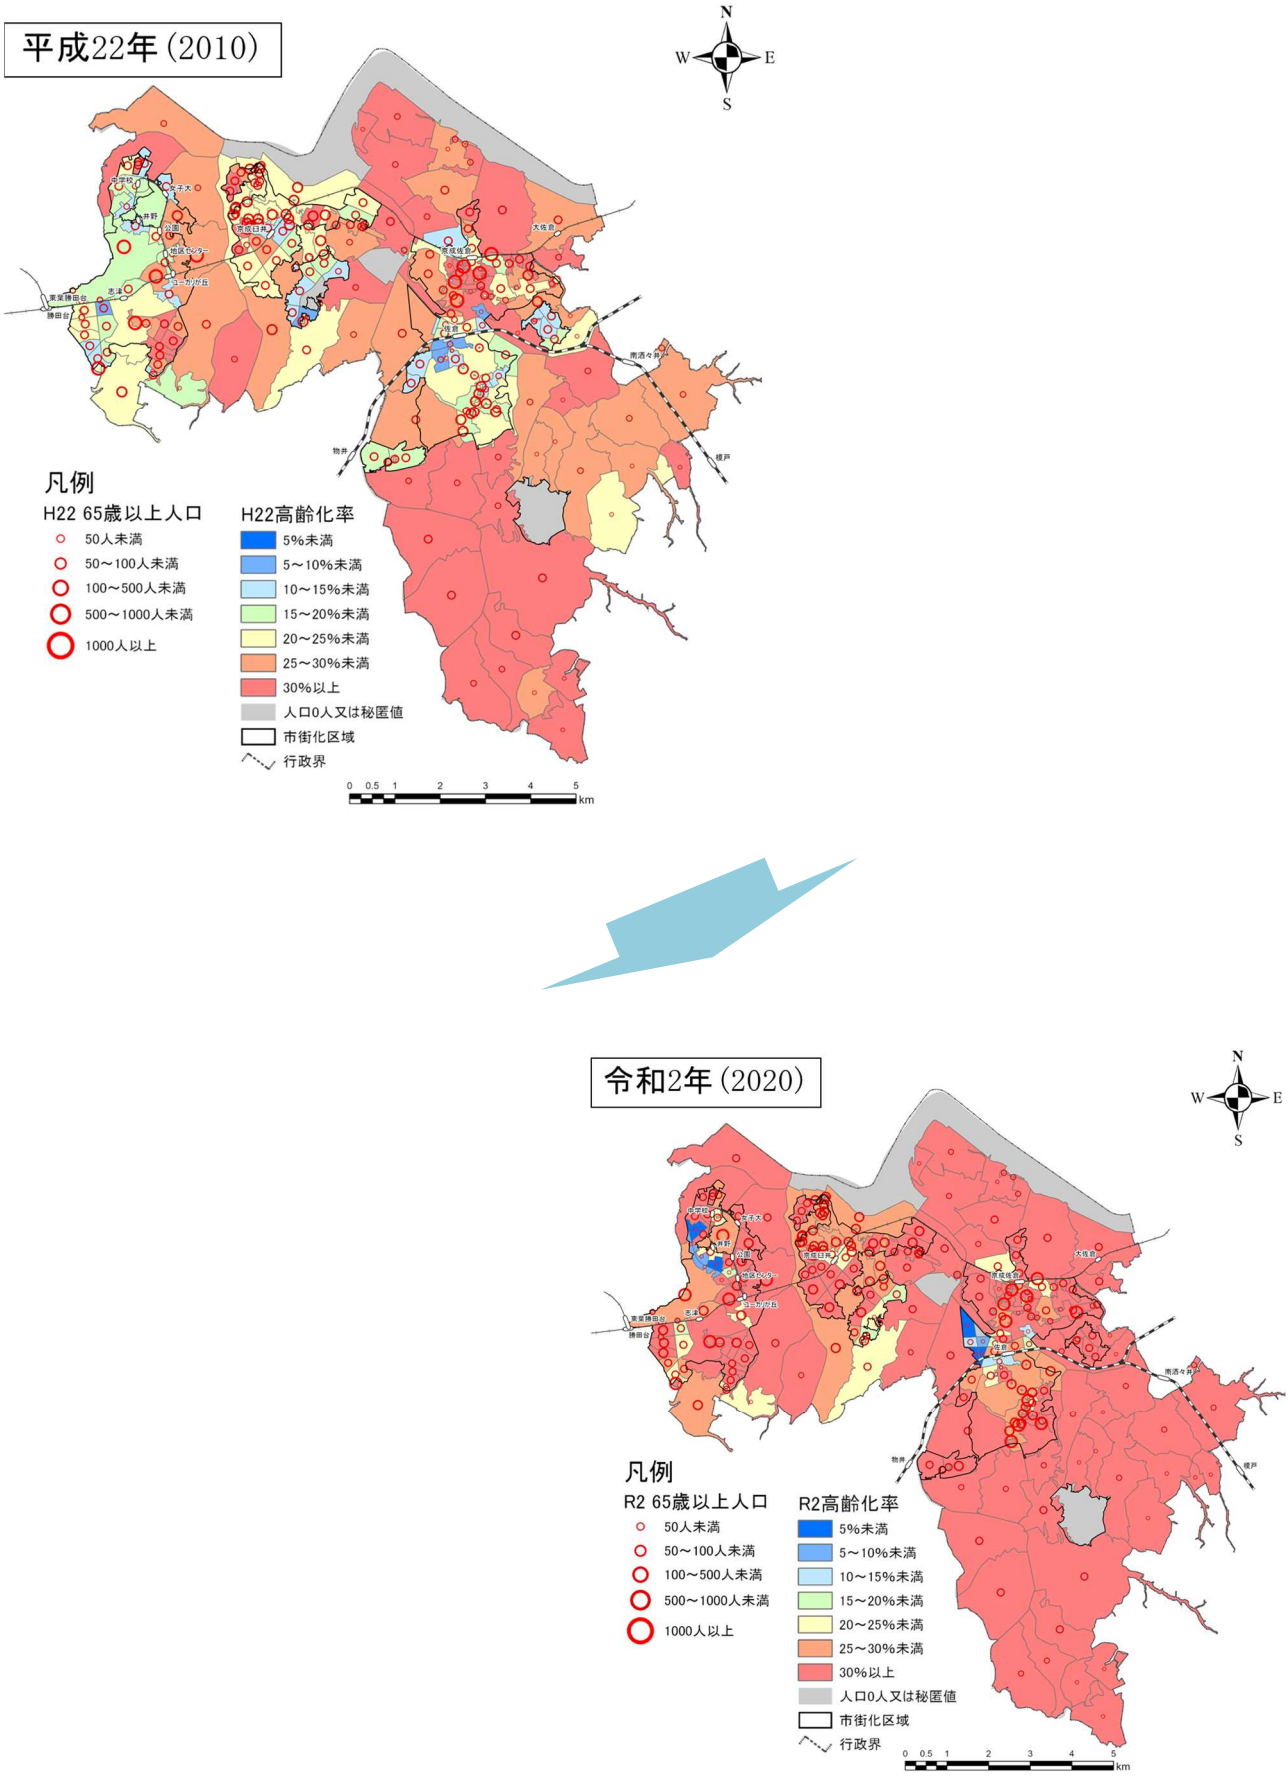 平成22年(2010)
N
W
E
S
中学校
女子大
井野
公園
地区センター
ユーカリが丘
志津
東葉勝田台
勝田台
京成臼井
京成佐倉
大佐倉
佐倉
南酒々井
物井
榎戸
凡例
H22 65歳以上人口
50人未満
50～100人未満
100～500人未満
500～1000人未満
1000人以上
H22高齢化率
5%未満
5～10%未満
10～15%未満
15～20%未満
20～25%未満
25～30%未満
30%以上
人口0人又は秘匿値
市街化区域
行政界
0 0.5 1 2 3 4 5
km
令和2年(2020)
N
W
E
S
中学校
女子大
井野
公園
地区センター
ユーカリが丘
志津
東葉勝田台
勝田台
京成臼井
京成佐倉
大佐倉
佐倉
南酒々井
物井
榎戸
凡例
R2 65歳以上人口
50人未満
50～100人未満
100～500人未満
500～1000人未満
1000人以上
R2高齢化率
5%未満
5～10%未満
10～15%未満
15～20%未満
20～25%未満
25～30%未満
30%以上
人口0人又は秘匿値
市街化区域
行政界
0 0.5 1 2 3 4 5
km